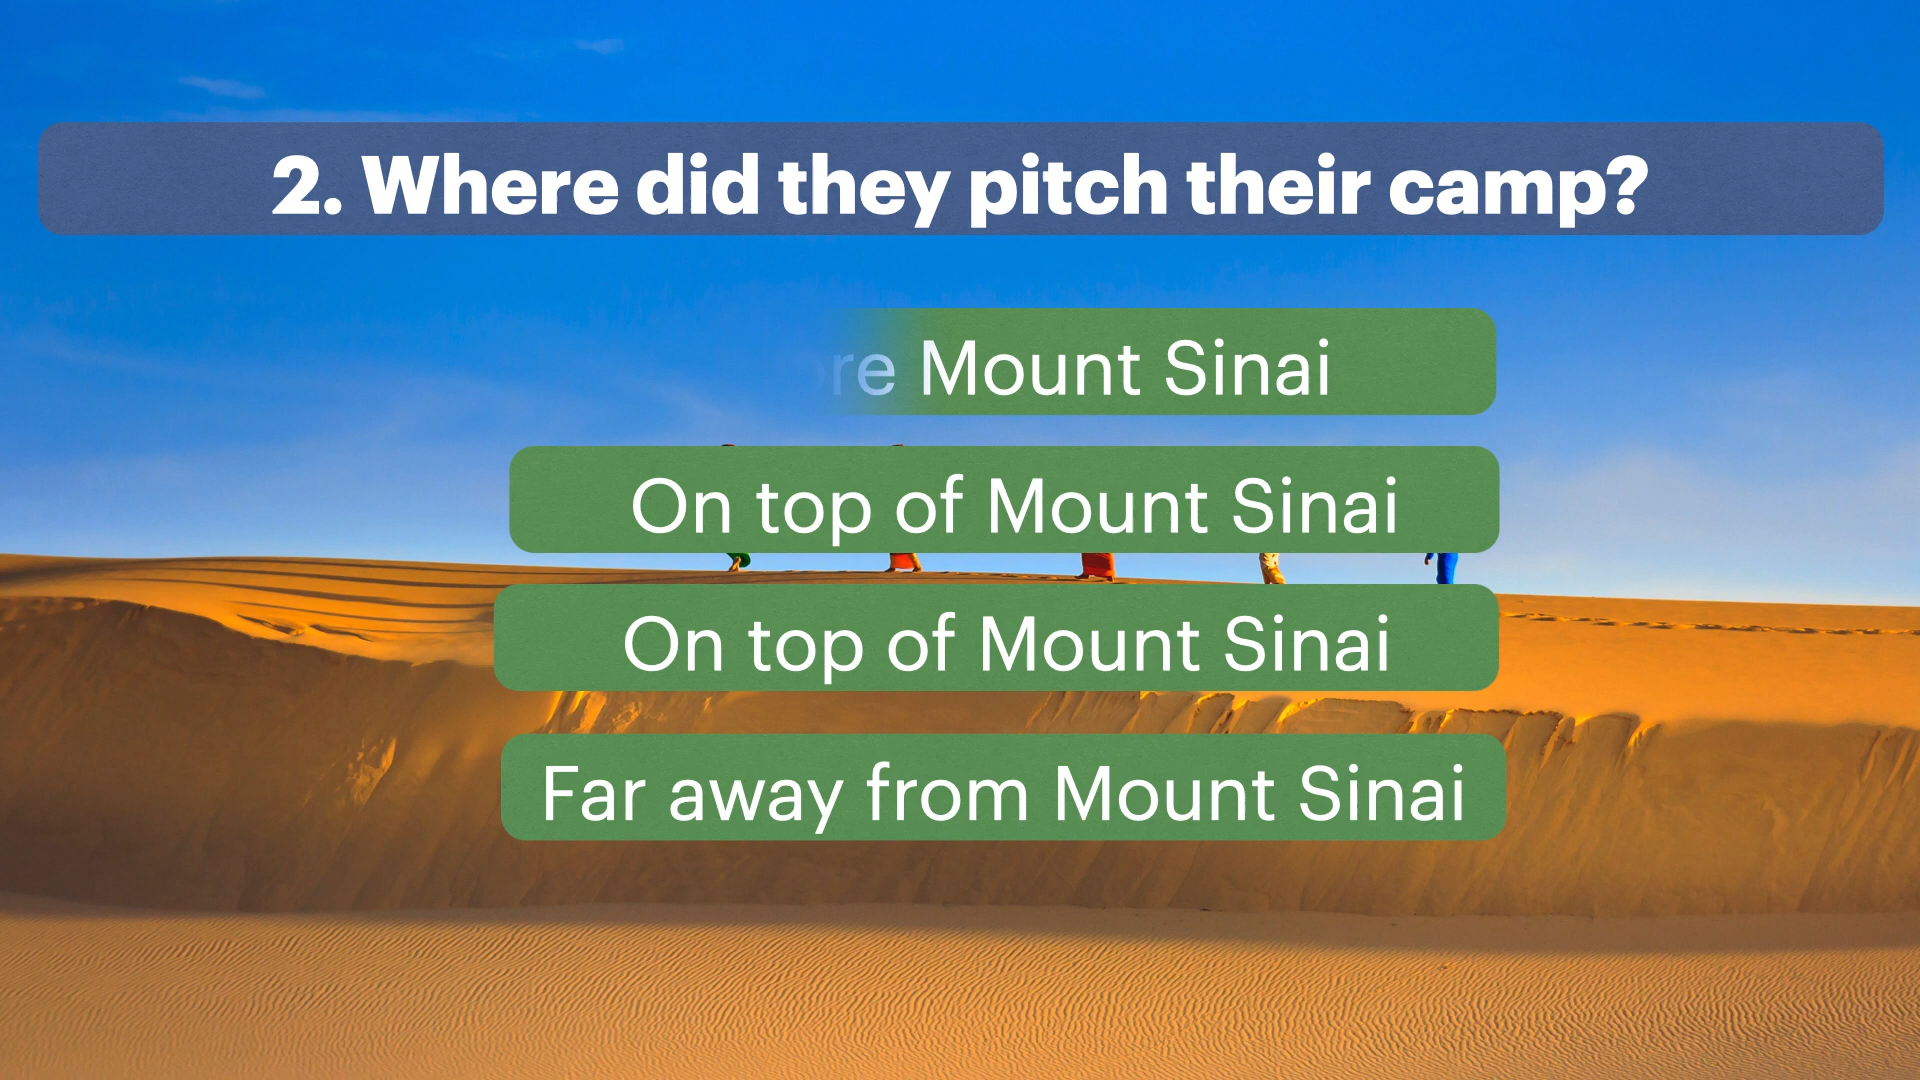 2. Where did they pitch their camp?
Mount Sinai
On top of Mount Sinai
On top of Mount Sinai
Far away from Mount Sinai